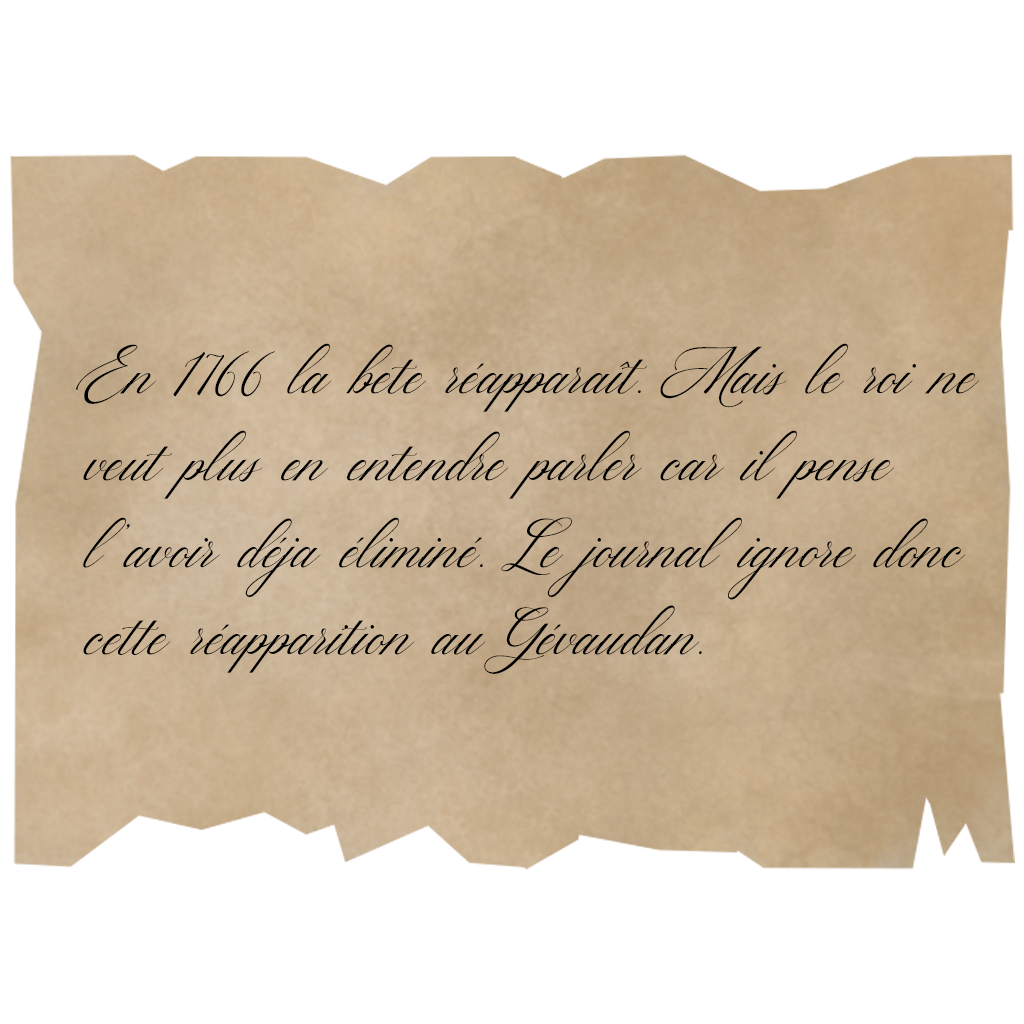 En 1766 la bete réapparaît. Mais le roi ne
veut plus en entendre parler car il pense
l'avoir déja éliminé. Le journal ignore donc
cette réapparition au Gévaudan.